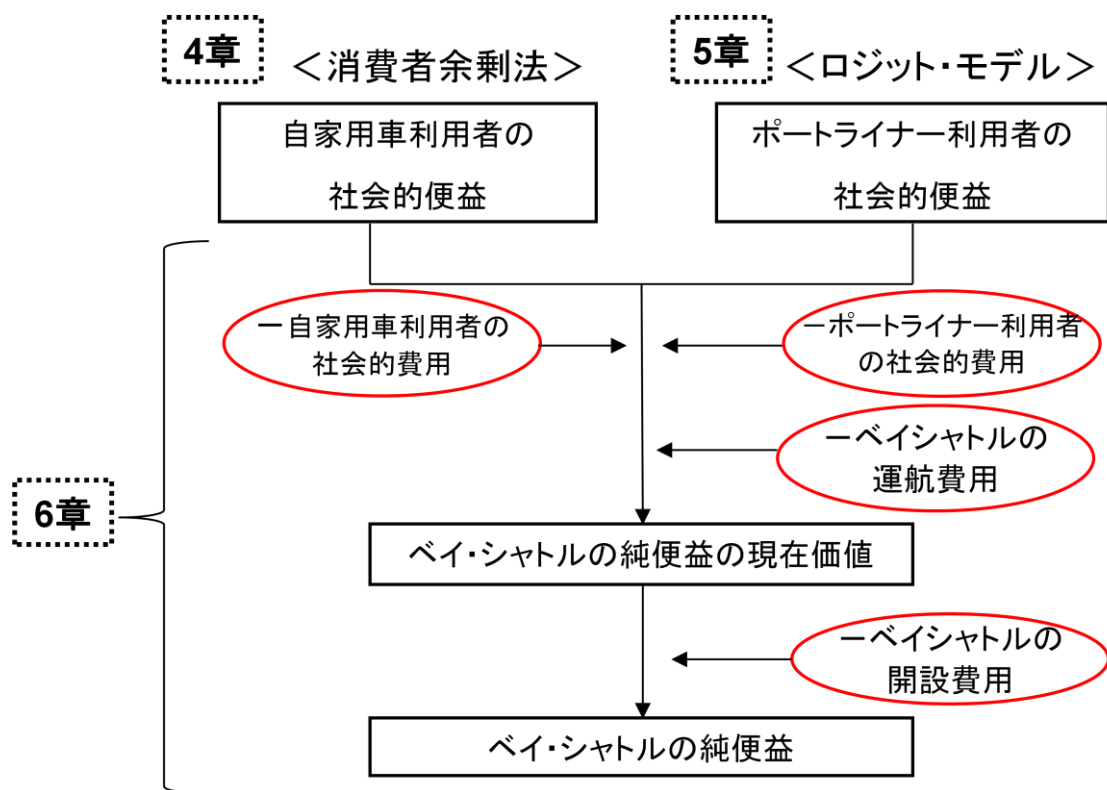 4章
＜消費者余剰法＞
5章
＜ロジット・モデル＞
自家用車利用者の
社会的便益
ポートライナー利用者の
社会的便益
－自家用車利用者の
社会的費用
－ポートライナー利用者
の社会的費用
－ベイシャトルの
運航費用
6章
ベイ・シャトルの純便益の現在価値
－ベイシャトルの
開設費用
ベイ・シャトルの純便益